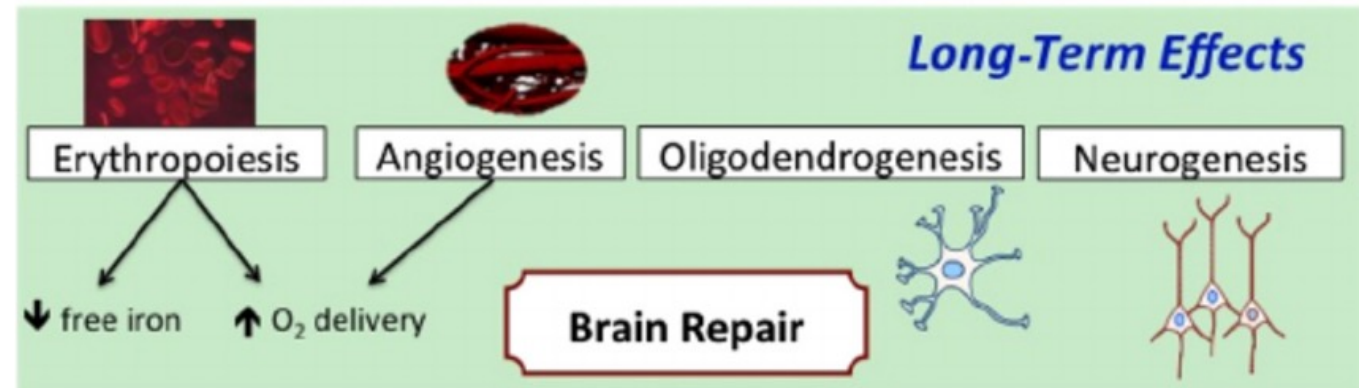 Long-Term Effects
Erythropoiesis
Angiogenesis
Oligodendrogenesis
Neurogenesis
🡇 free iron
🡅 O₂ delivery
Brain Repair